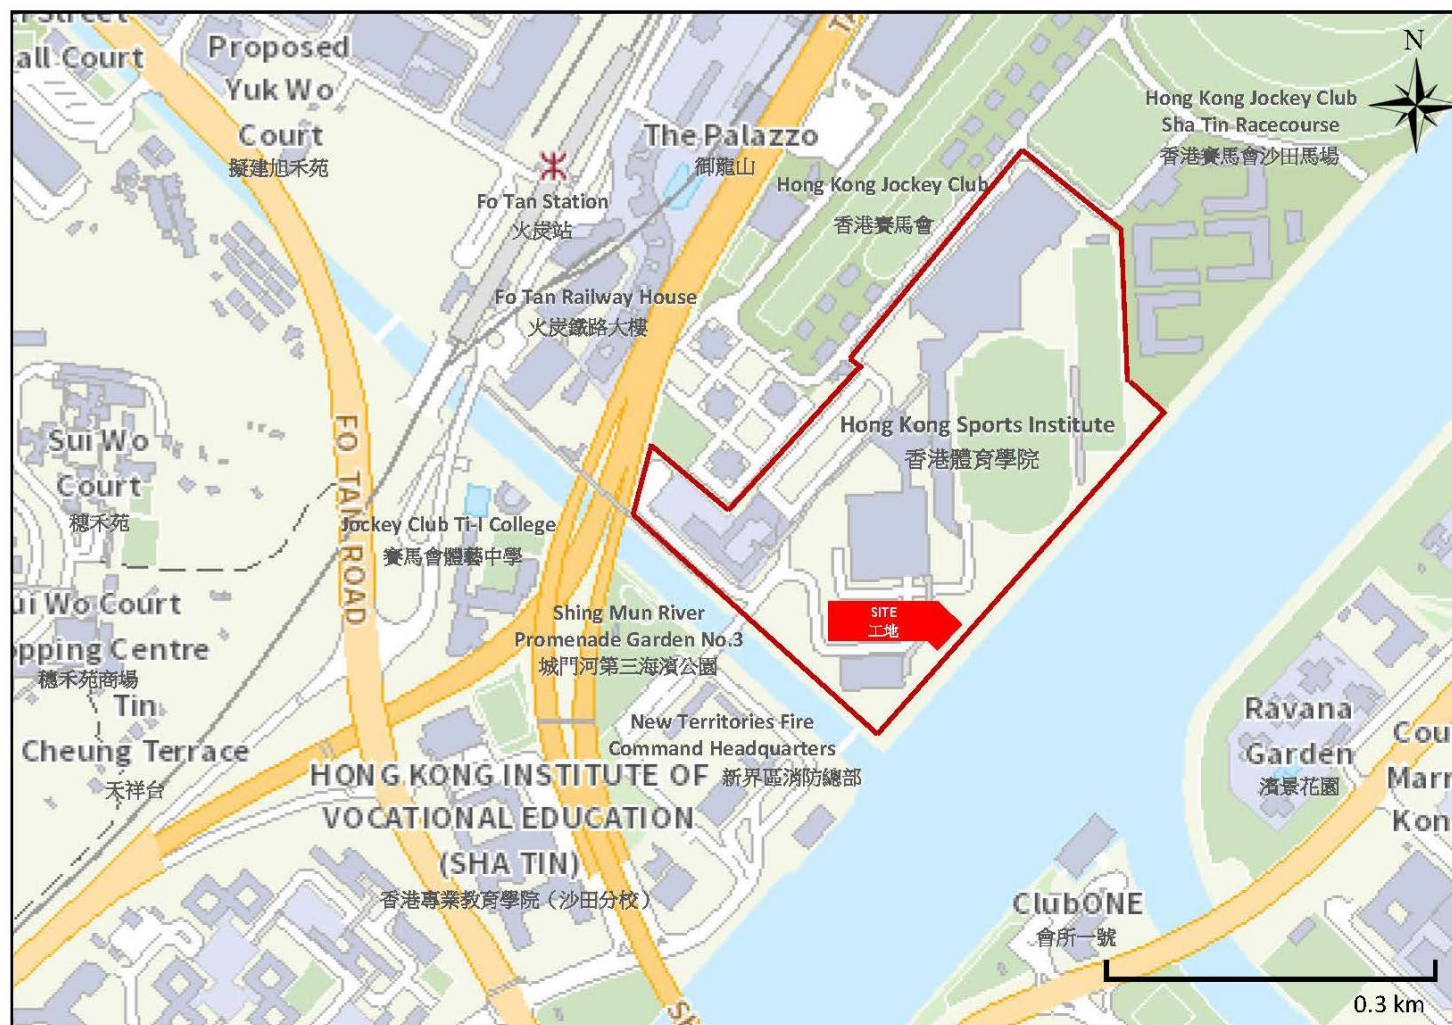 Court
Proposed
Yuk Wo
Court
擬建旭禾苑
The Palazzo
御龍山
N
Hong Kong Jockey Club
Sha Tin Racecourse
香港賽馬會沙田馬場
Fo Tan Station
火炭站
Hong Kong Jockey Club
香港賽馬會
Fo Tan Railway House
火炭鐵路大樓
Hong Kong Sports Institute
香港體育學院
FO TAN ROAD
Sui Wo
Court
穗禾苑
Jockey Club Ti-I College
賽馬會體藝中學
Shing Mun River
Promenade Garden No.3
城門河第三海濱公園
SITE
工地
Wo Court
Centre
穗禾苑商場
Tin
Cheung Terrace
天祥台
New Territories Fire
Command Headquarters
新界區消防總部
HONG KONG INSTITUTE OF
VOCATIONAL EDUCATION
(SHA TIN)
香港專業教育學院（沙田分校）
Ravana
Garden
濱景花園
ClubONE
會所一號
0.3 km